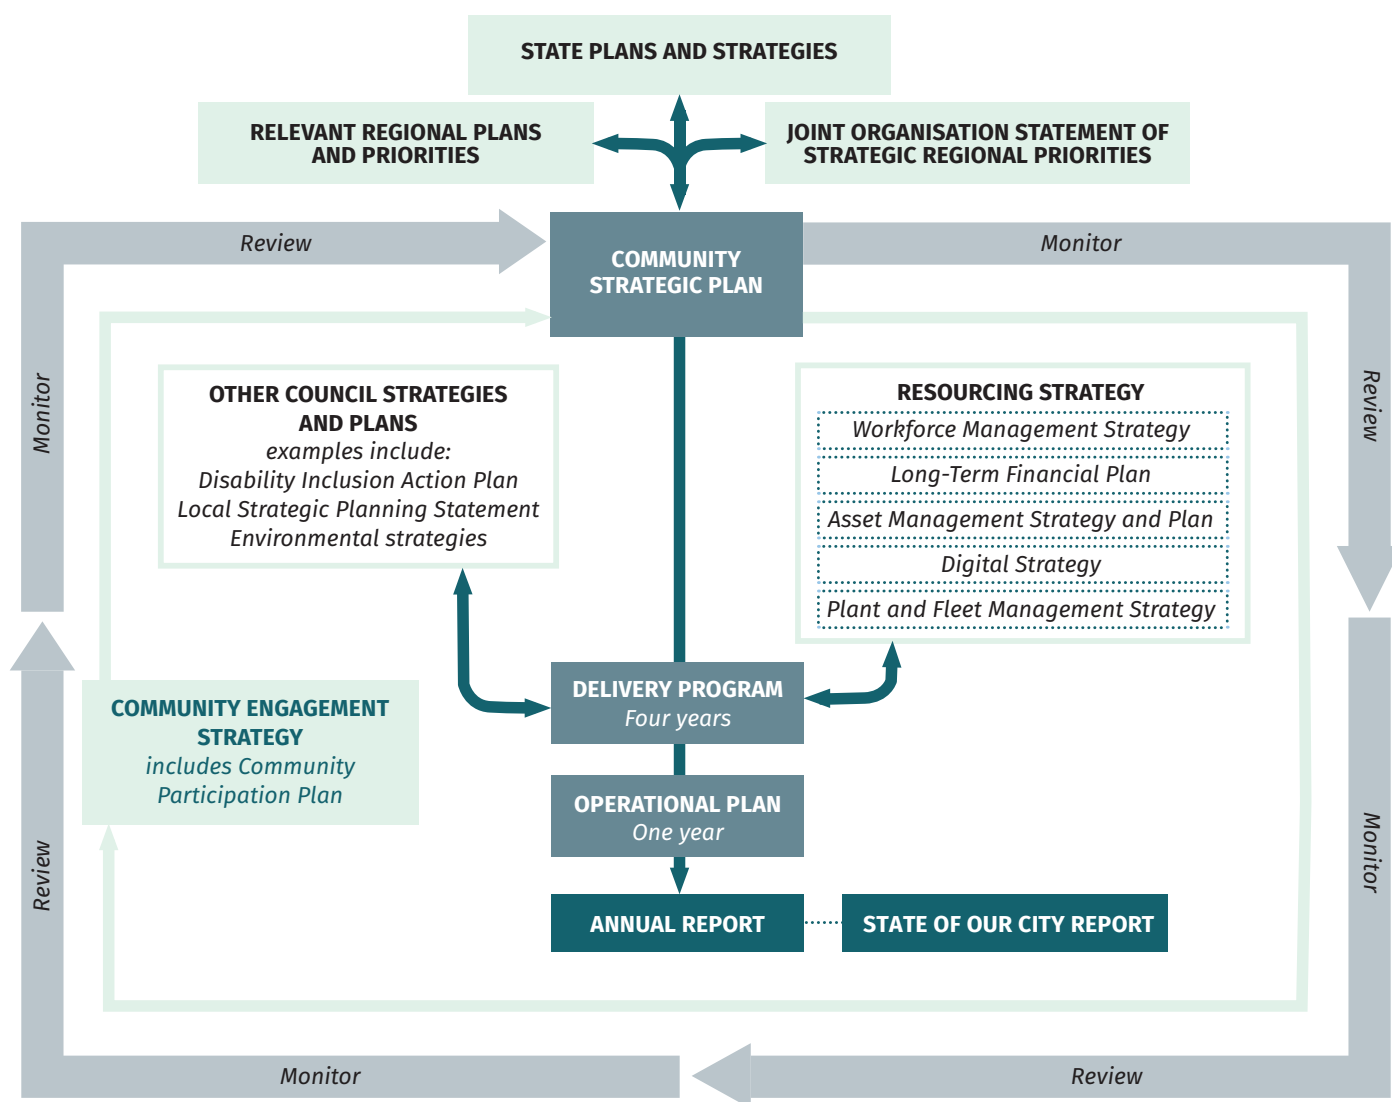 STATE PLANS AND STRATEGIES
RELEVANT REGIONAL PLANS
AND PRIORITIES
JOINT ORGANISATION STATEMENT OF
STRATEGIC REGIONAL PRIORITIES
Review
COMMUNITY
STRATEGIC PLAN
Monitor
Monitor
OTHER COUNCIL STRATEGIES
AND PLANS
examples include:
Disability Inclusion Action Plan
Local Strategic Planning Statement
Environmental strategies
RESOURCING STRATEGY
Workforce Management Strategy
Long-Term Financial Plan
Asset Management Strategy and Plan
Digital Strategy
Plant and Fleet Management Strategy
Review
COMMUNITY ENGAGEMENT
STRATEGY
includes Community
Participation Plan
DELIVERY PROGRAM
Four years
OPERATIONAL PLAN
One year
Review
Monitor
ANNUAL REPORT
STATE OF OUR CITY REPORT
Monitor
Review